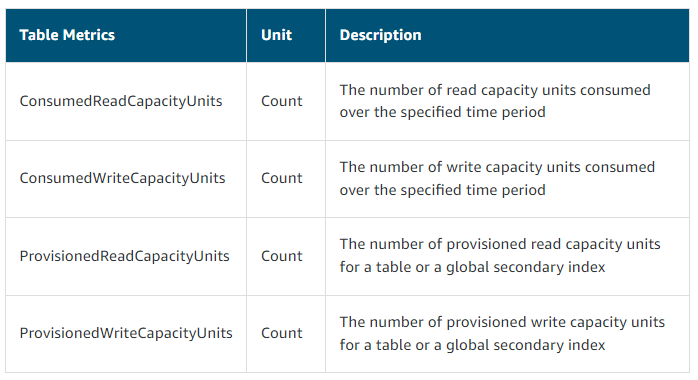 Table Metrics Unit Description
The number of read capacity units consumed
ConsumedReadCapacityUnits Count
over the specified time period
The number of write capacity units consumed
ConsumedWriteCapacityUnits Count
over the specified time period
The number of provisioned read capacity units
ProvisionedReadCapacityUnits Count
for a table or a global secondary index
The number of provisioned write capacity units
ProvisionedWriteCapacityUnits Count
for a table or a global secondary index